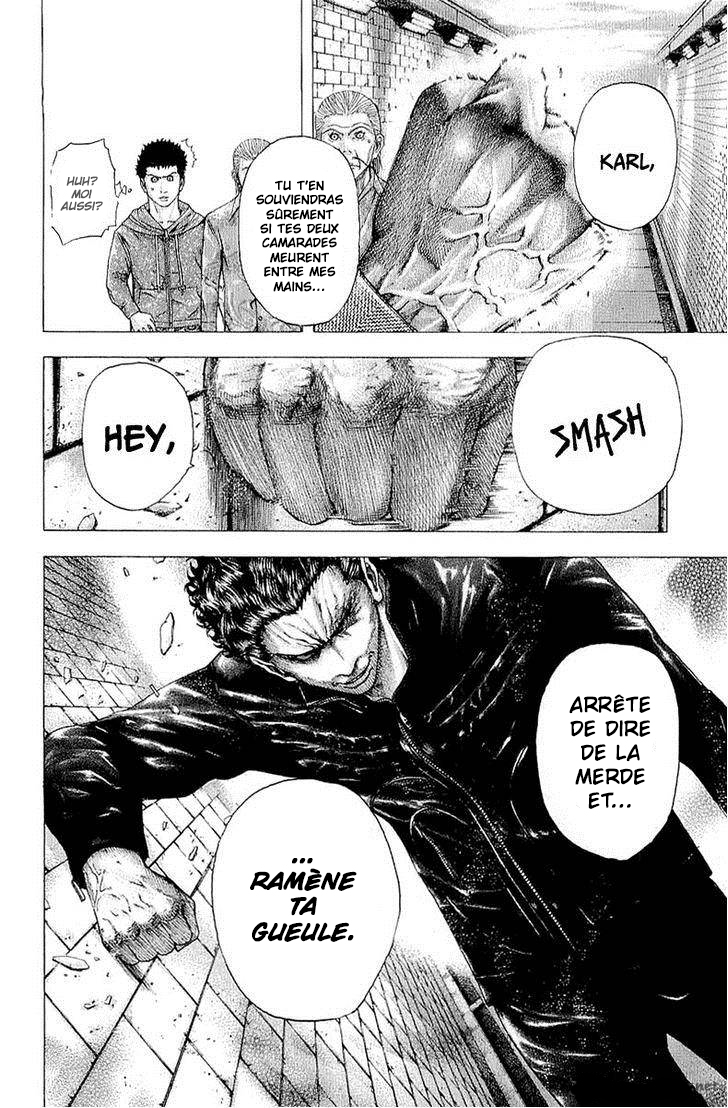 KARL,
TU T'EN
SOUVIENDRAS
SÛREMENT
SI TES DEUX
CAMARADES
MEURENT
ENTRE MES
MAINS...
HUH?
MOI
AUSSI?
SMASH
HEY,
ARRÊTE
DE DIRE
DE LA
MERDE
ET...
...
RAMÈNE
TA
GUEULE.